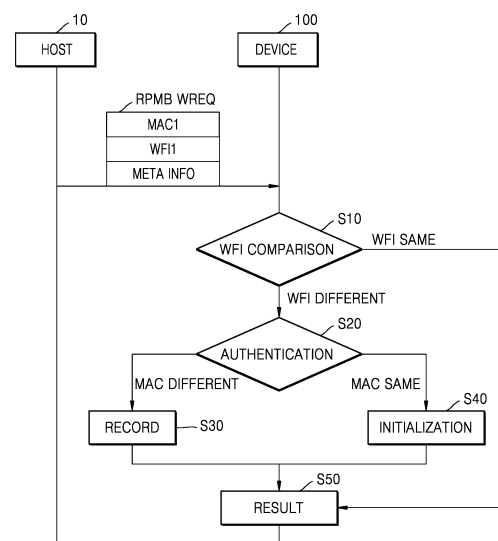 10
HOST
100
DEVICE
RPMB WREQ
MAC1
WFI1
META INFO
S10
WFI COMPARISON
WFI SAME
WFI DIFFERENT
S20
AUTHENTICATION
MAC DIFFERENT
MAC SAME
RECORD
S30
S40
INITIALIZATION
S50
RESULT